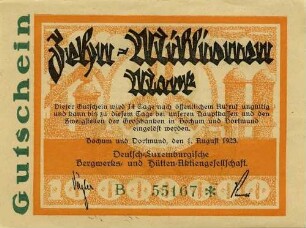 Gutschein
Zehn-Millionen
Mark
Dieser Gutschein wird 14 Tage nach öffentlichem Aufruf ungültig
und kann bis zu diesem Tage bei unseren Hauptkassen und den
Zweigstellen der Großbanken in Bochum und Dortmund
eingelöst werden.
Bochum und Dortmund, den 1. August 1923.
Deutsch-Luxemburgische
Bergwerks- und Hütten-Aktiengesellschaft.
B 55167 *